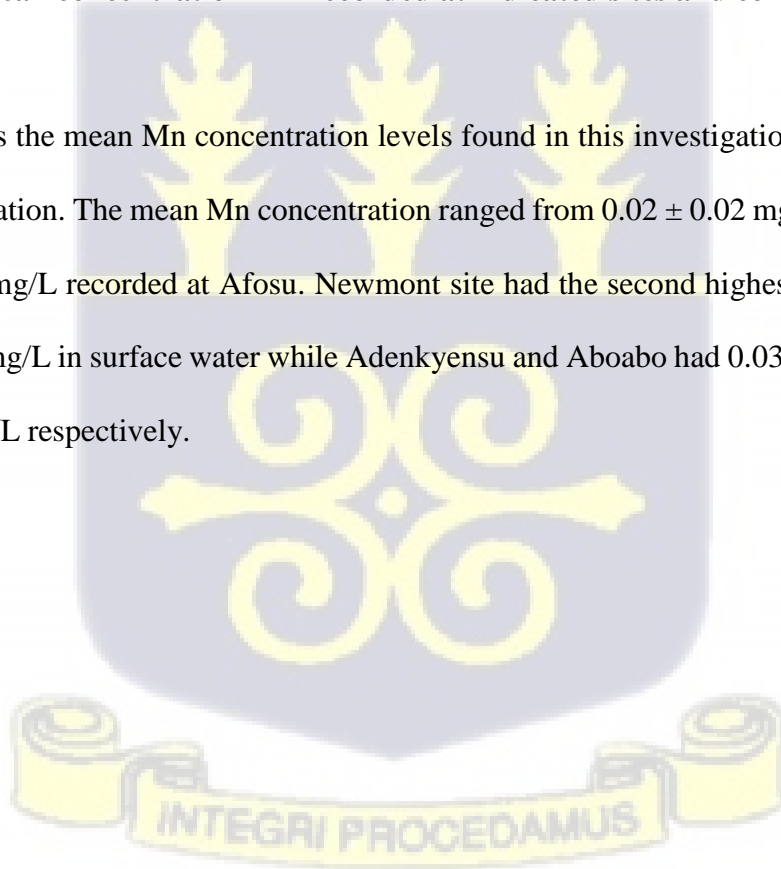 s the mean Mn concentration levels found in this investigatio
ation. The mean Mn concentration ranged from 0.02 ± 0.02 mg
mg/L recorded at Afosu. Newmont site had the second highes
ng/L in surface water while Adenkyensu and Aboabo had 0.03
/L respectively.
INTEGRI PROCEDAMUS